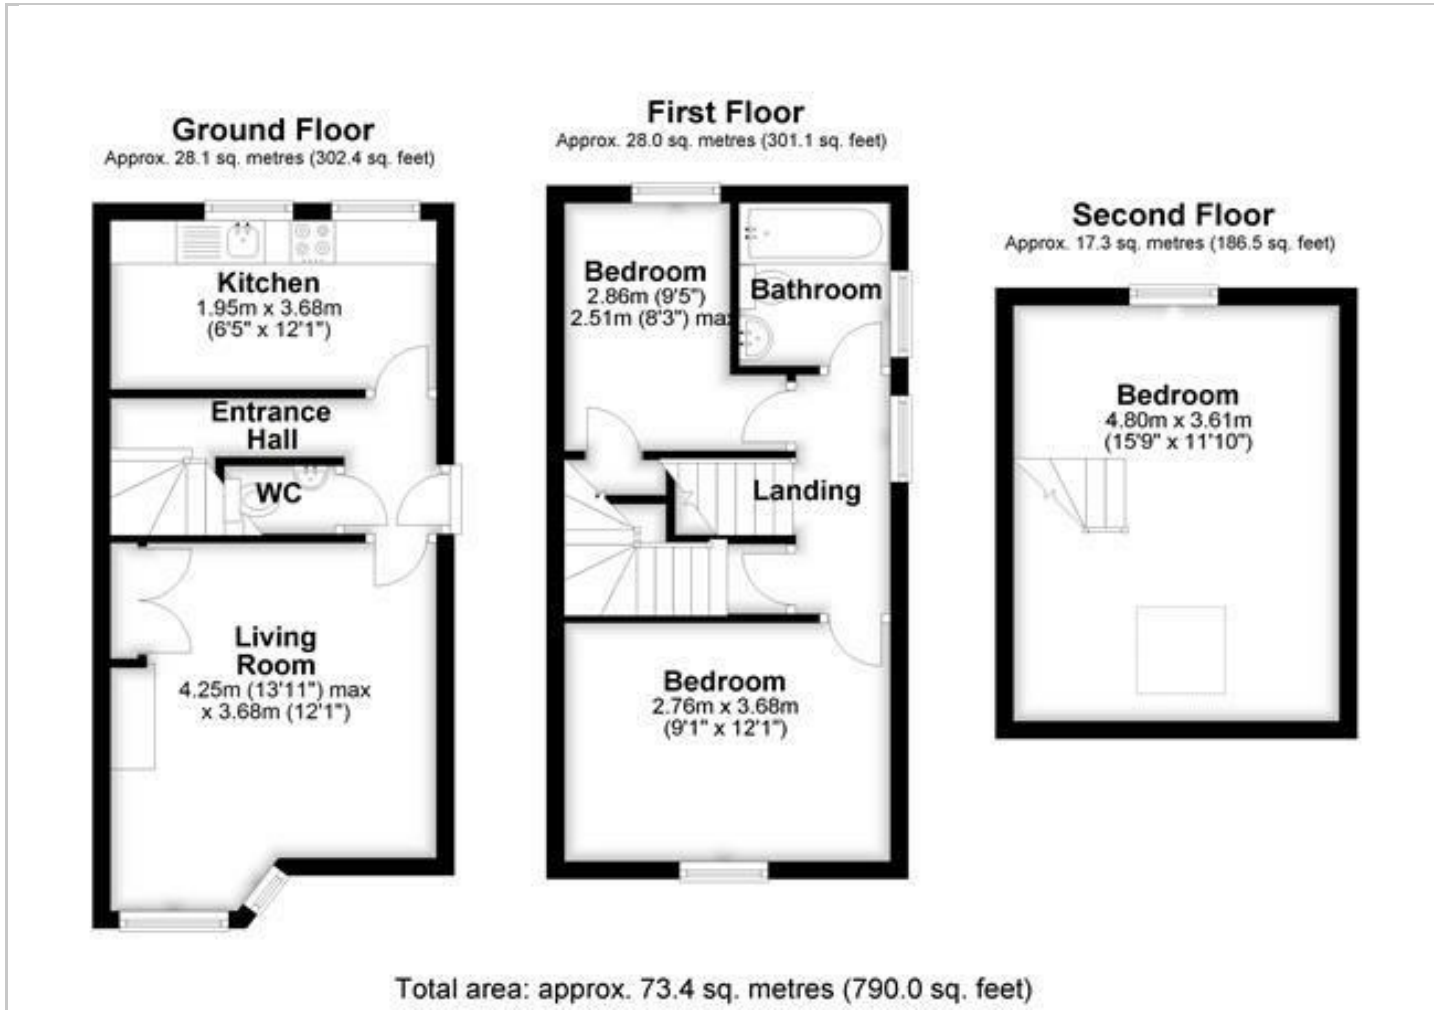 Ground Floor
Approx. 28.1 sq. metres (302.4 sq. feet)
Kitchen
1.95m x 3.68m
(6'5" x 12'1")
Entrance
Hall
WC
Living
Room
4.25m (13'11") max
x 3.68m (12'1")
First Floor
Approx. 28.0 sq. metres (301.1 sq. feet)
Bedroom
2.86m (9'5")
2.51m (8'3") max
Bathroom
Landing
Bedroom
2.76m x 3.68m
(9'1" x 12'1")
Second Floor
Approx. 17.3 sq. metres (186.5 sq. feet)
Bedroom
4.80m x 3.61m
(15'9" x 11'10")
Total area: approx. 73.4 sq. metres (790.0 sq. feet)